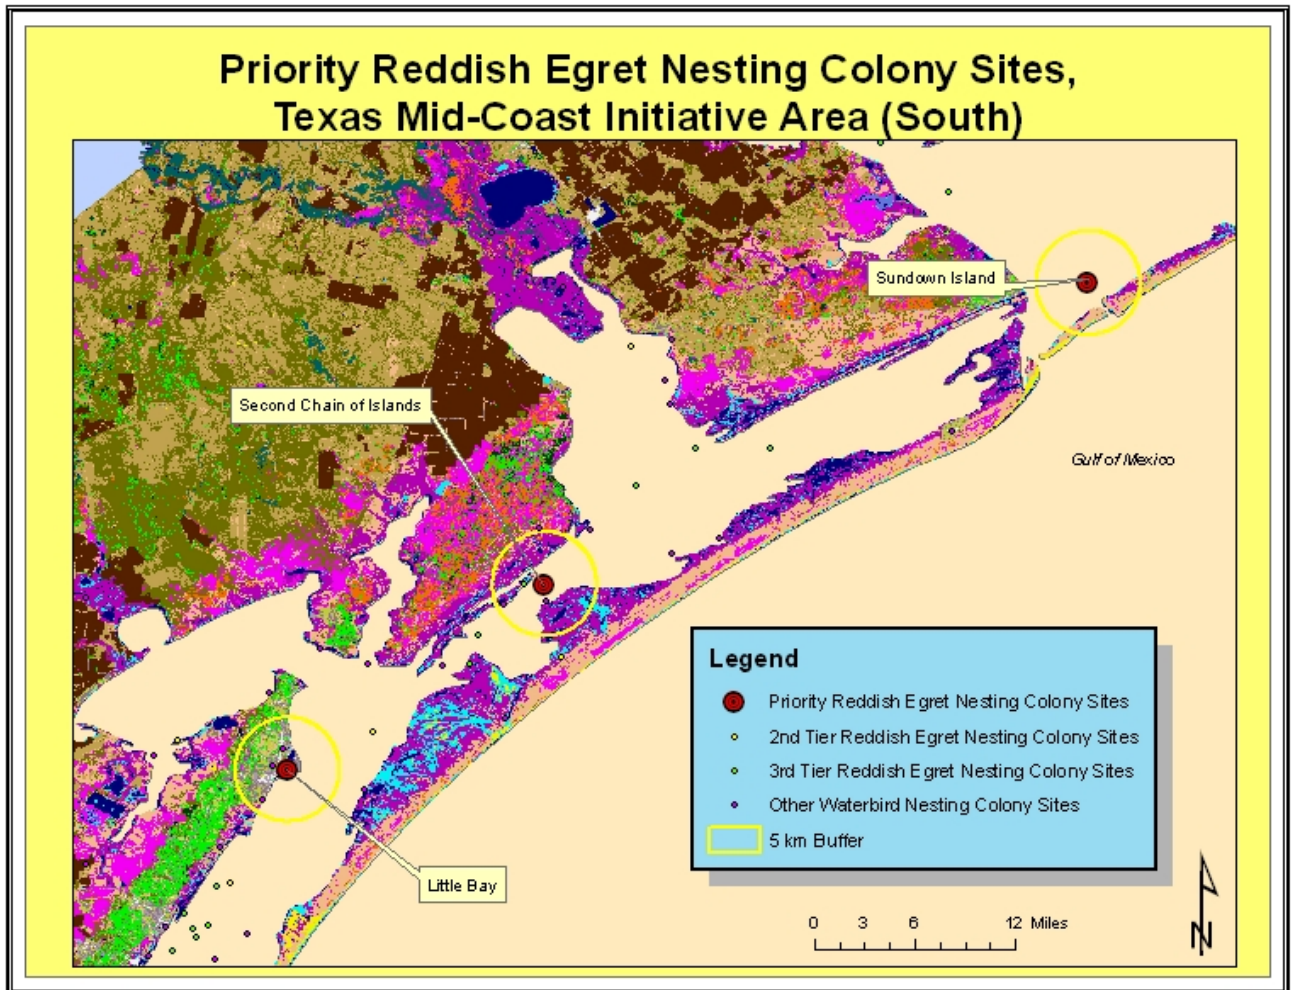 Priority Reddish Egret Nesting Colony Sites,
Texas Mid-Coast Initiative Area (South)
Sundown Island
Second Chain of Islands
Gulf of Mexico
Legend
Priority Reddish Egret Nesting Colony Sites
2nd Tier Reddish Egret Nesting Colony Sites
3rd Tier Reddish Egret Nesting Colony Sites
Other Waterbird Nesting Colony Sites
5 km Buffer
Little Bay
0 3 6 12 Miles
N